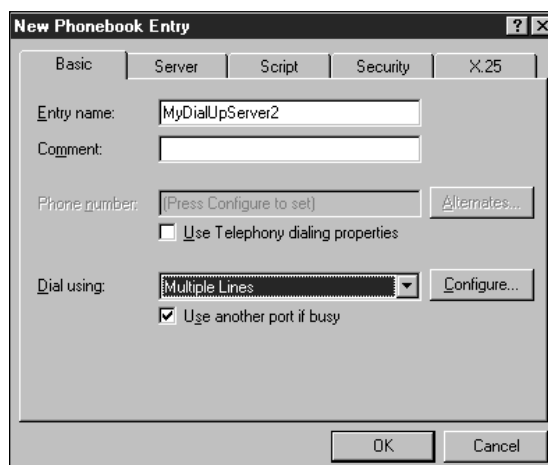 New Phonebook Entry
Basic Server Script Security X.25
Entry name: MyDialUpServer2
Comment:
Phone number: (Press Configure to set) Alternates...
Use Telephony dialing properties
Dial using: Multiple Lines Configure...
Use another port if busy
OK Cancel